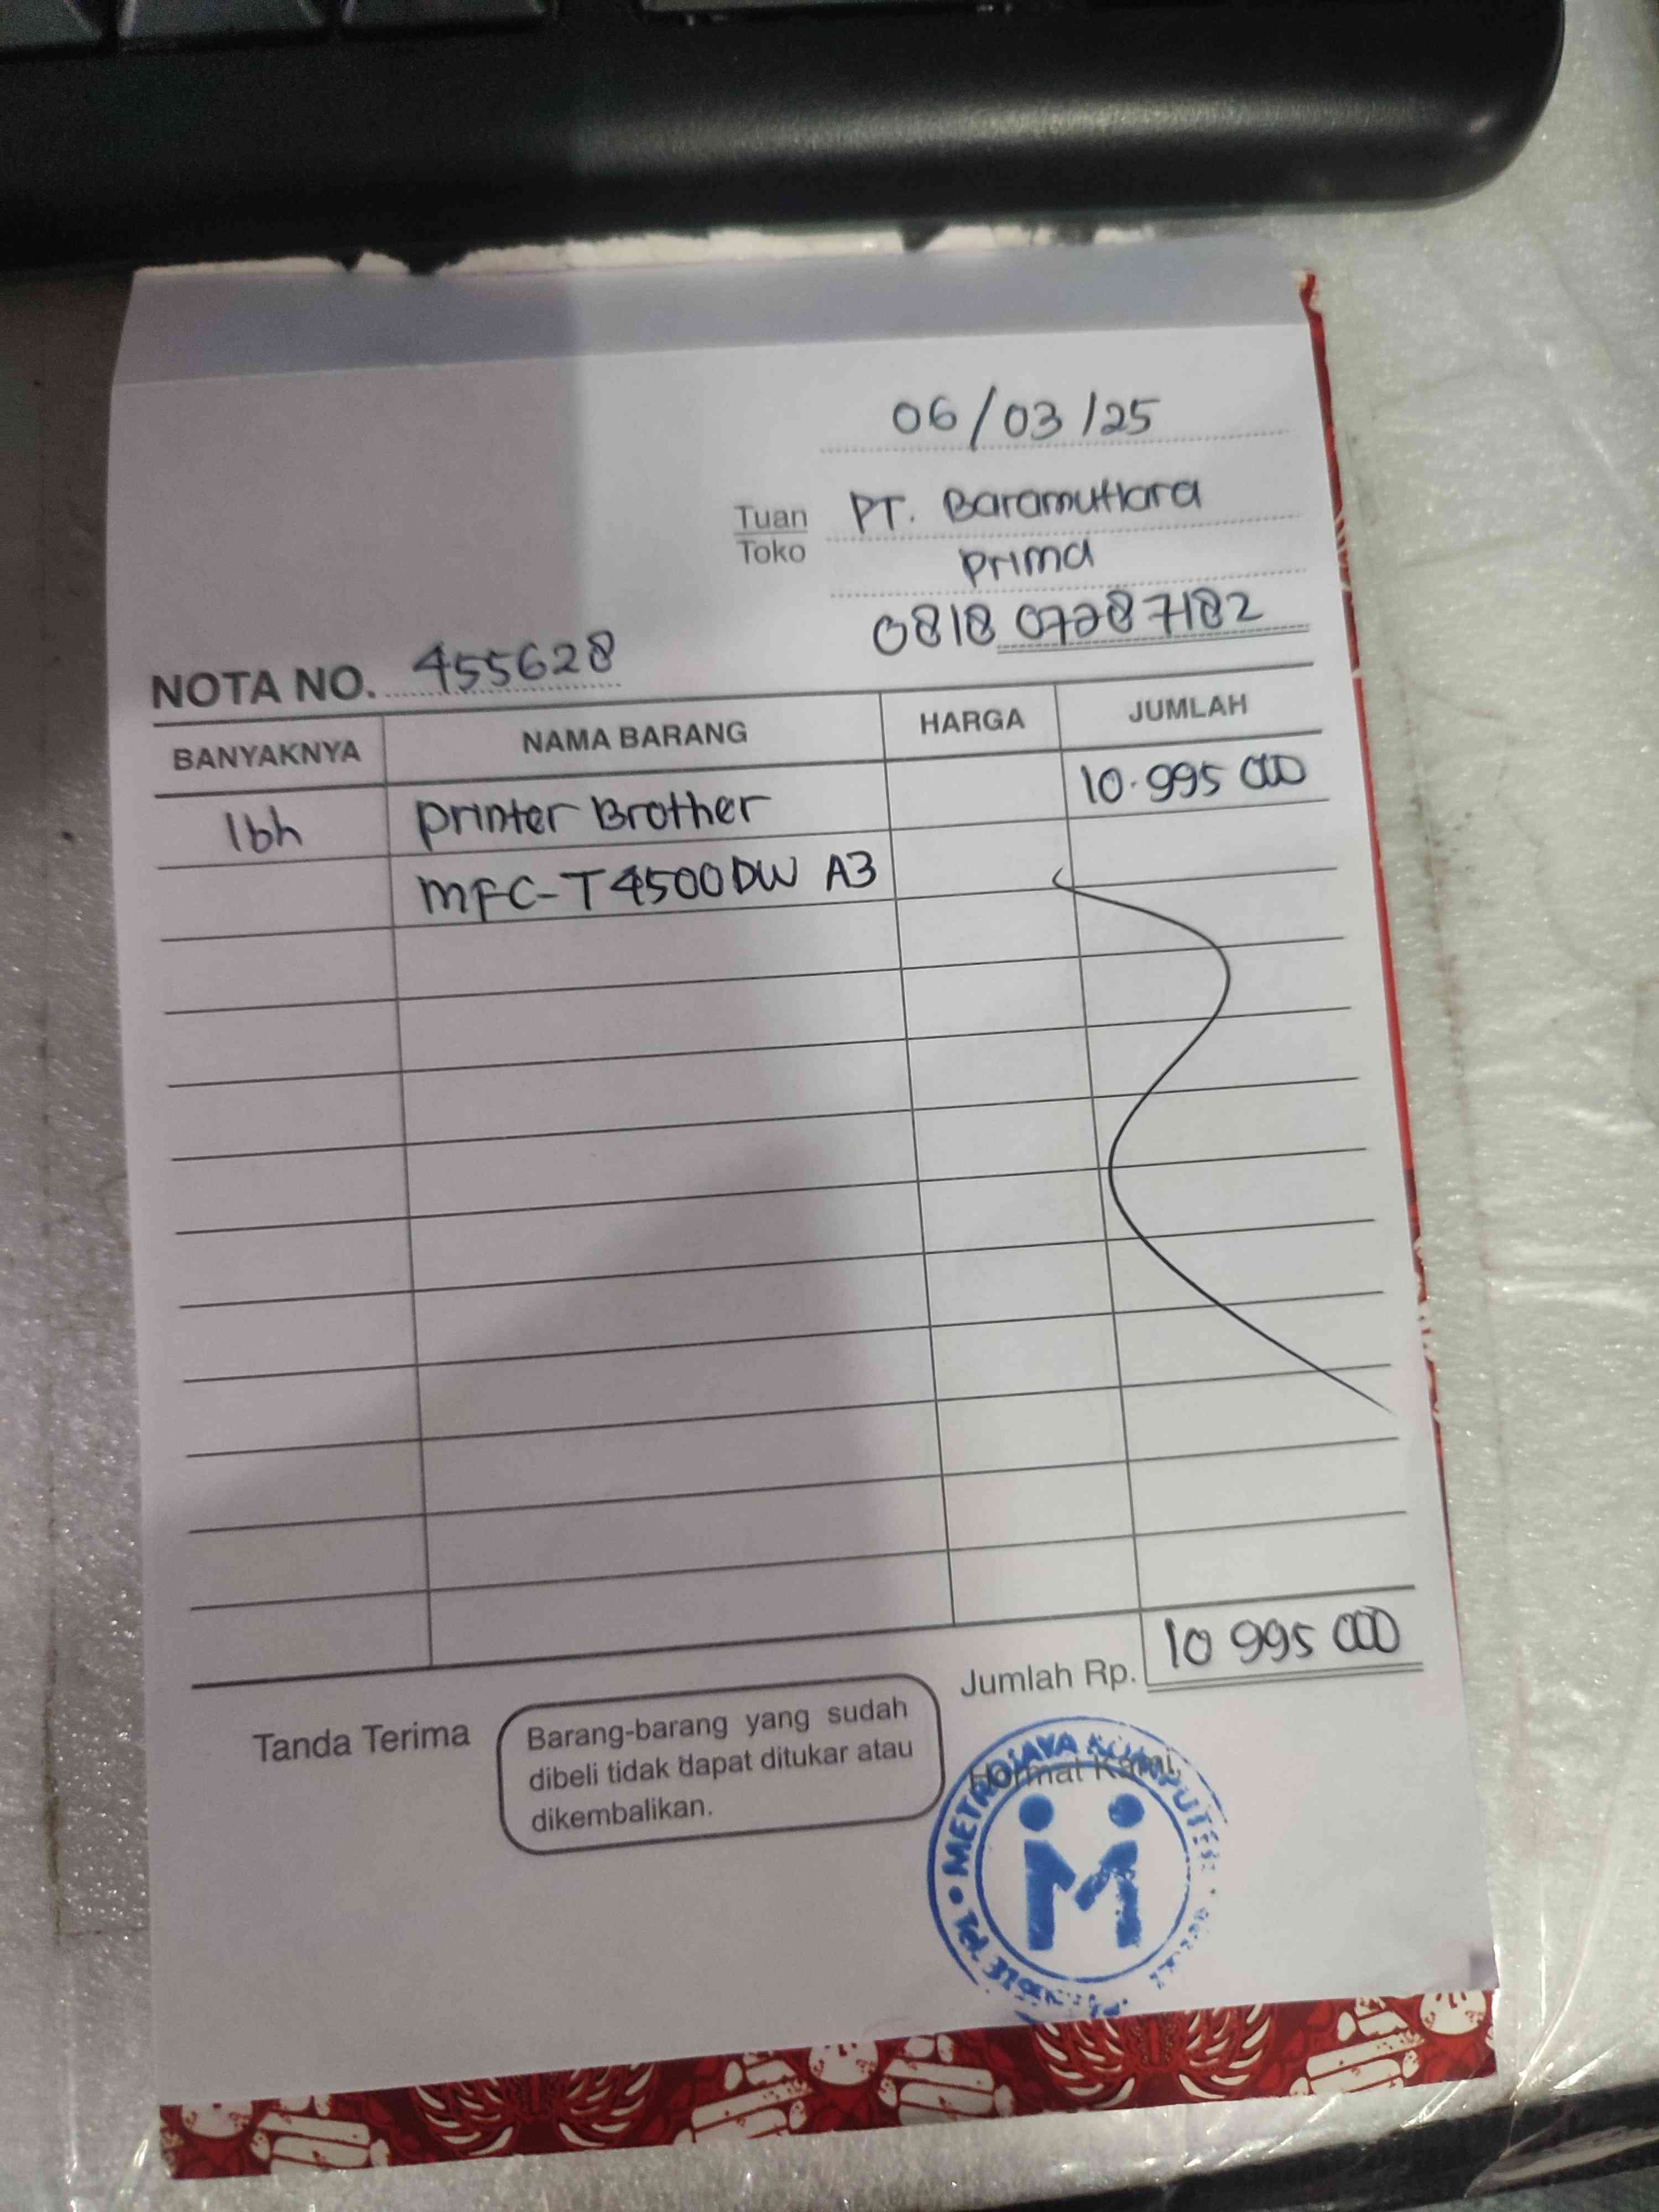 06/03/25
Tuan
Toko
PT. Baramutiara
Prima
0818 07287182
NOTA NO. 455628
BANYAKNYA NAMA BARANG HARGA JUMLAH
1bh Printer Brother 10.995 000
MFC-T4500DW A3
Jumlah Rp. 10 995 000
Tanda Terima
Barang-barang yang sudah
dibeli tidak dapat ditukar atau
dikembalikan.
Hormat Kami,
METROJAYA KOMPUTER